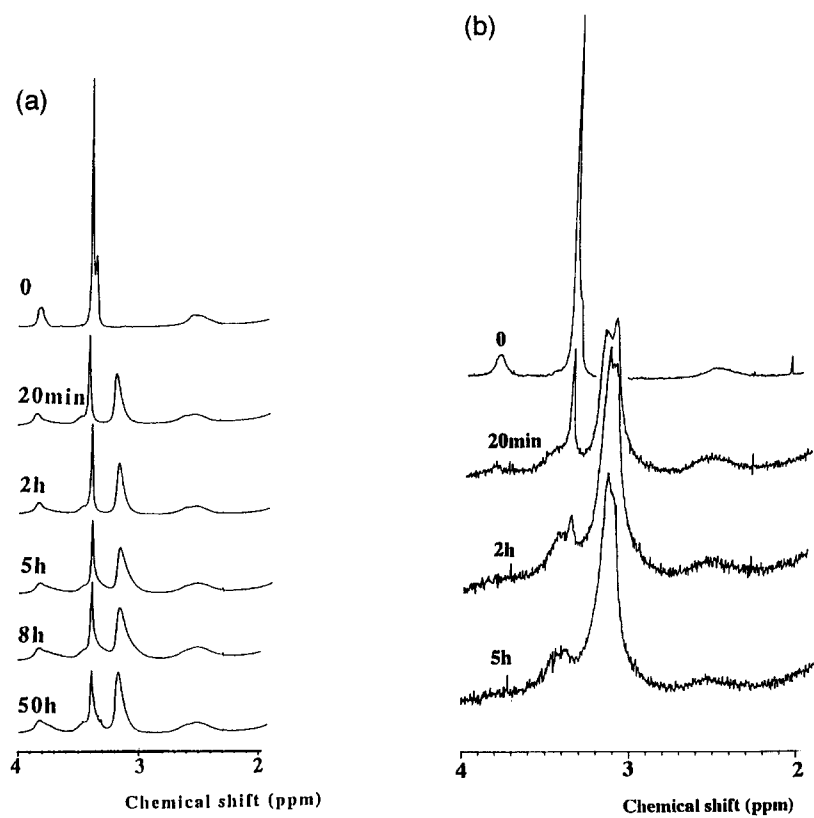 (a)
0
20min
2h
5h
8h
50h
4 3 2
Chemical shift (ppm)
(b)
0
20min
2h
5h
4 3 2
Chemical shift (ppm)